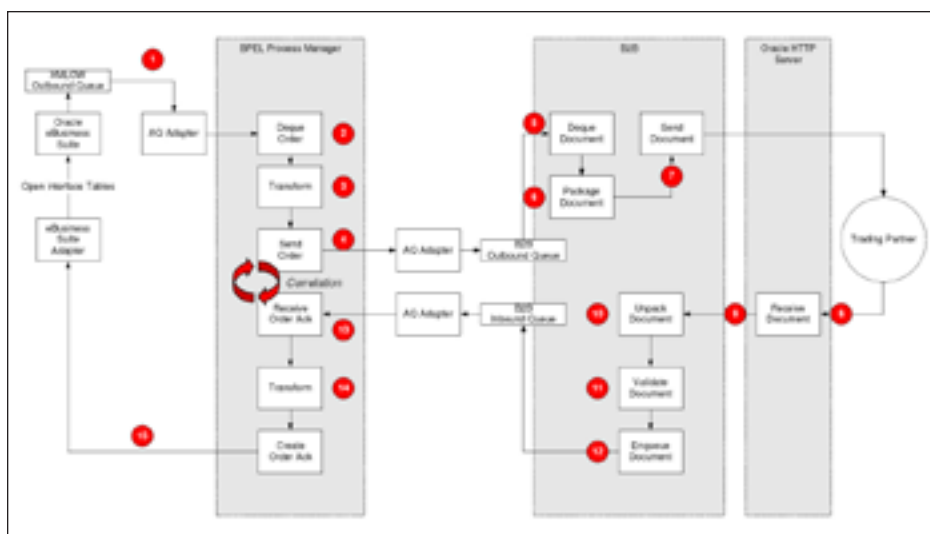 BPEL Process Manager
B2B
Oracle HTTP
Server
1
XMLGW
Outbound Queue
Oracle
eBusiness
Suite
AQ Adapter
Deque
Order
2
5
Deque
Document
Send
Document
Open Interface Tables
Transform
3
6
Package
Document
7
eBusiness
Suite
Adapter
Send
Order
4
AQ Adapter
B2B
Outbound Queue
Trading Partner
Correlation
Receive
Order Ack
13
AQ Adapter
B2B
Inbound Queue
10
Unpack
Document
9
Receive
Document
Transform
14
11
Validate
Document
15
Create
Order Ack
12
Enqueue
Document